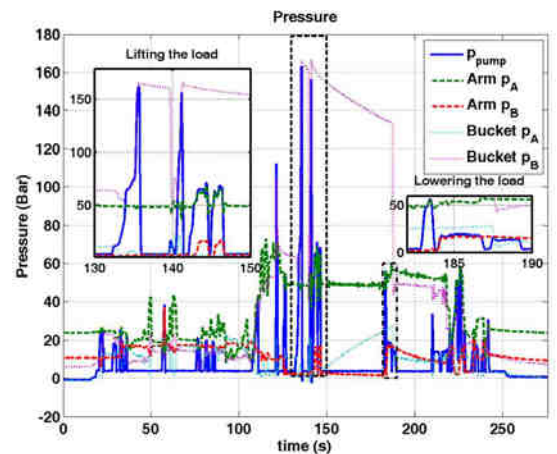 Pressure
180
160
140
120
100
80
60
40
20
0
-20
Pressure (Bar)
0
50
100
150
200
250
time (s)
Lifting the load
150
100
50
130
140
150
Lowering the load
50
0
185
190
p_pump
Arm p_A
Arm p_B
Bucket p_A
Bucket p_B